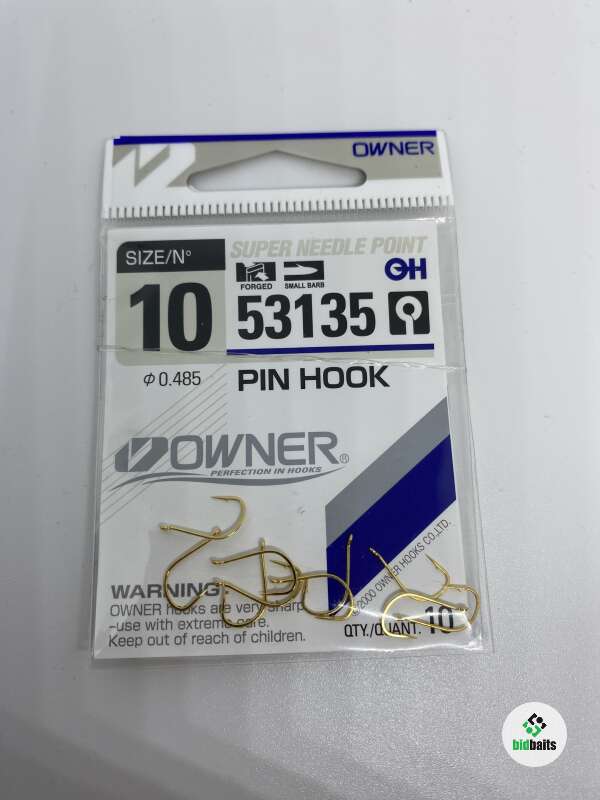 OWNER
SIZE/N°
SUPER NEEDLE POINT
FORGED
SMALL BARB
OH
10
53135
Φ 0.485
PIN HOOK
OWNER®
PERFECTION IN HOOKS
©2000 OWNER HOOKS CO.,LTD.
WARNING:
OWNER hooks are very sharp
-use with extreme care.
Keep out of reach of children.
QTY./QUANT. 10
bidbaits